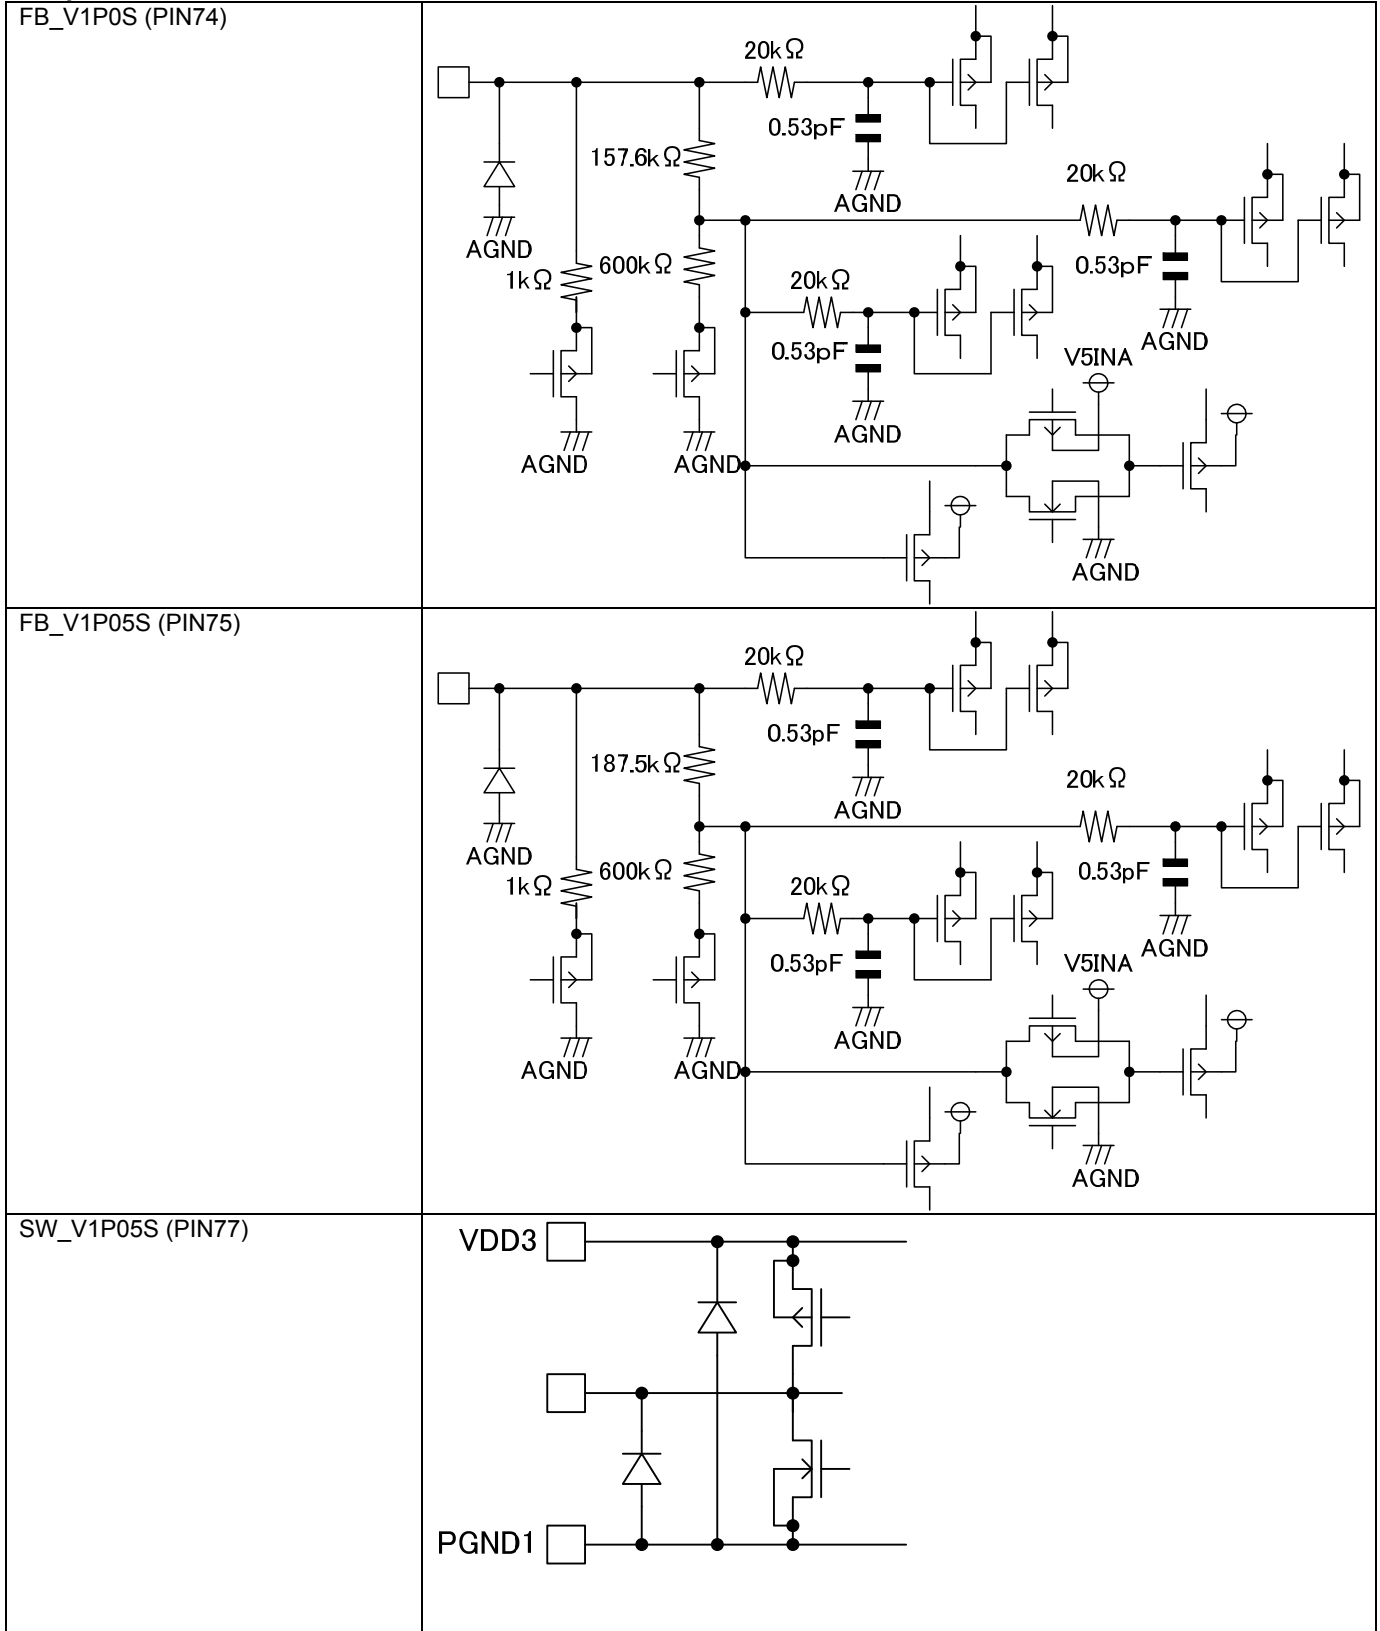 FB_V1P0S (PIN74)
20kΩ
0.53pF
AGND
157.6kΩ
20kΩ
AGND
1kΩ
600kΩ
20kΩ
0.53pF
0.53pF
AGND
V5INA
AGND
AGND
AGND
AGND
FB_V1P05S (PIN75)
20kΩ
0.53pF
187.5kΩ
20kΩ
AGND
AGND
1kΩ
600kΩ
20kΩ
0.53pF
0.53pF
AGND
V5INA
AGND
AGND
AGND
AGND
SW_V1P05S (PIN77)
VDD3
PGND1